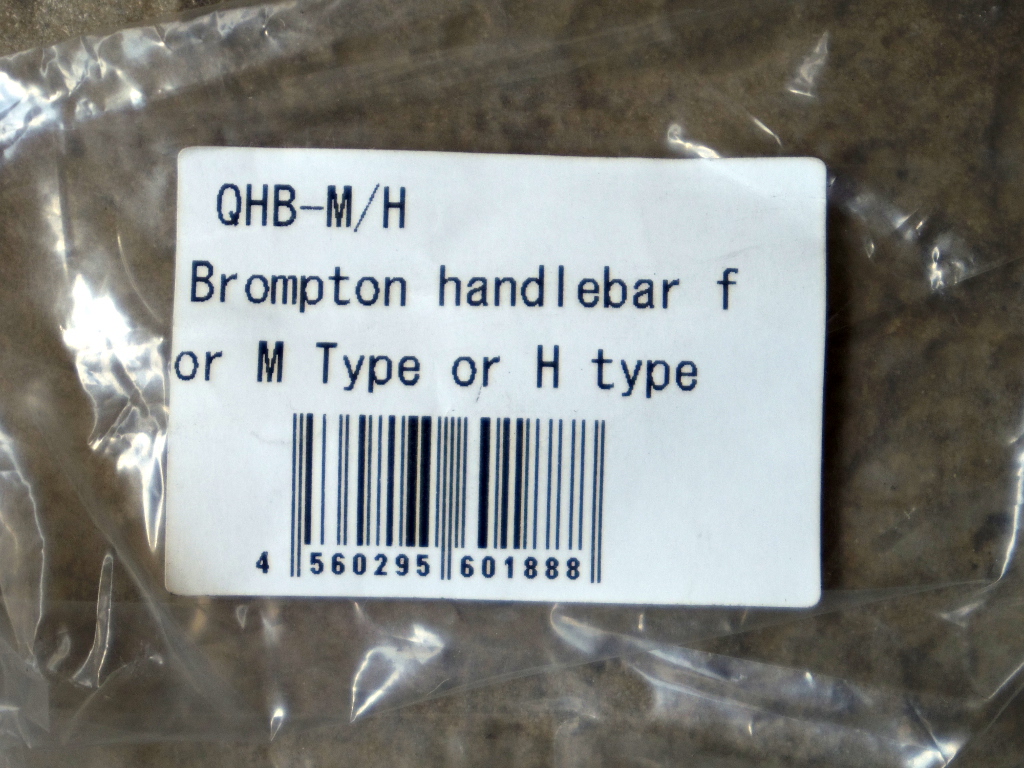 QHB-M/H
Brompton handlebar f
or M Type or H type
4 560295 601888